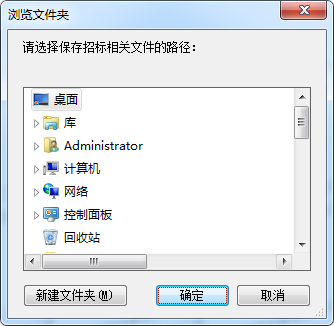 浏览文件夹
请选择保存招标相关文件的路径：
桌面
库
Administrator
计算机
网络
控制面板
回收站
新建文件夹(M)
确定
取消